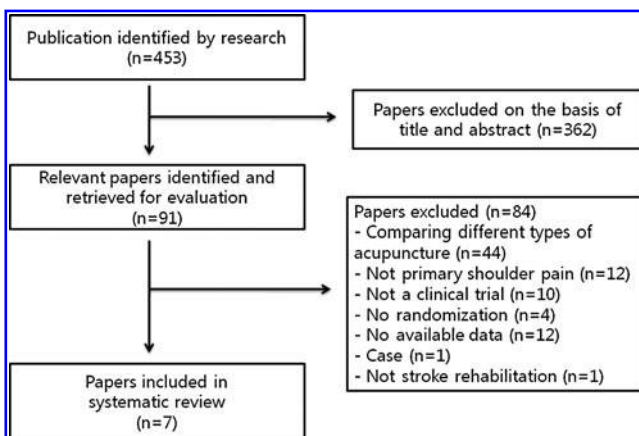 Publication identified by research
(n=453)
Papers excluded on the basis of
title and abstract (n=362)
Relevant papers identified and
retrieved for evaluation
(n=91)
Papers excluded (n=84)
- Comparing different types of
acupuncture (n=44)
- Not primary shoulder pain (n=12)
- Not a clinical trial (n=10)
- No randomization (n=4)
- No available data (n=12)
- Case (n=1)
- Not stroke rehabilitation (n=1)
Papers included in
systematic review
(n=7)